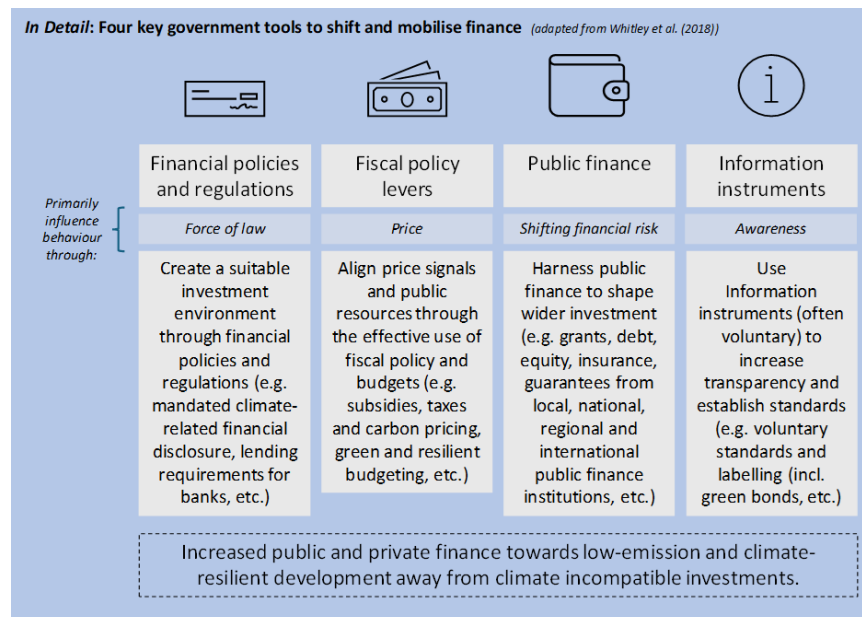 In Detail: Four key government tools to shift and mobilise finance (adapted from Whitley et al. (2018))
Financial policies
and regulations
Fiscal policy
levers
Public finance
Information
instruments
Primarily
influence
behaviour
through:
Force of law
Price
Shifting financial risk
Awareness
Create a suitable
investment
environment
through financial
policies and
regulations (e.g.
mandated climate-
related financial
disclosure, lending
requirements for
banks, etc.)
Align price signals
and public
resources through
the effective use of
fiscal policy and
budgets (e.g.
subsidies, taxes
and carbon pricing,
green and resilient
budgeting, etc.)
Harness public
finance to shape
wider investment
(e.g. grants, debt,
equity, insurance,
guarantees from
local, national,
regional and
international
public finance
institutions, etc.)
Use
Information
instruments (often
voluntary) to
increase
transparency and
establish standards
(e.g. voluntary
standards and
labelling (incl.
green bonds, etc.)
Increased public and private finance towards low-emission and climate-
resilient development away from climate incompatible investments.